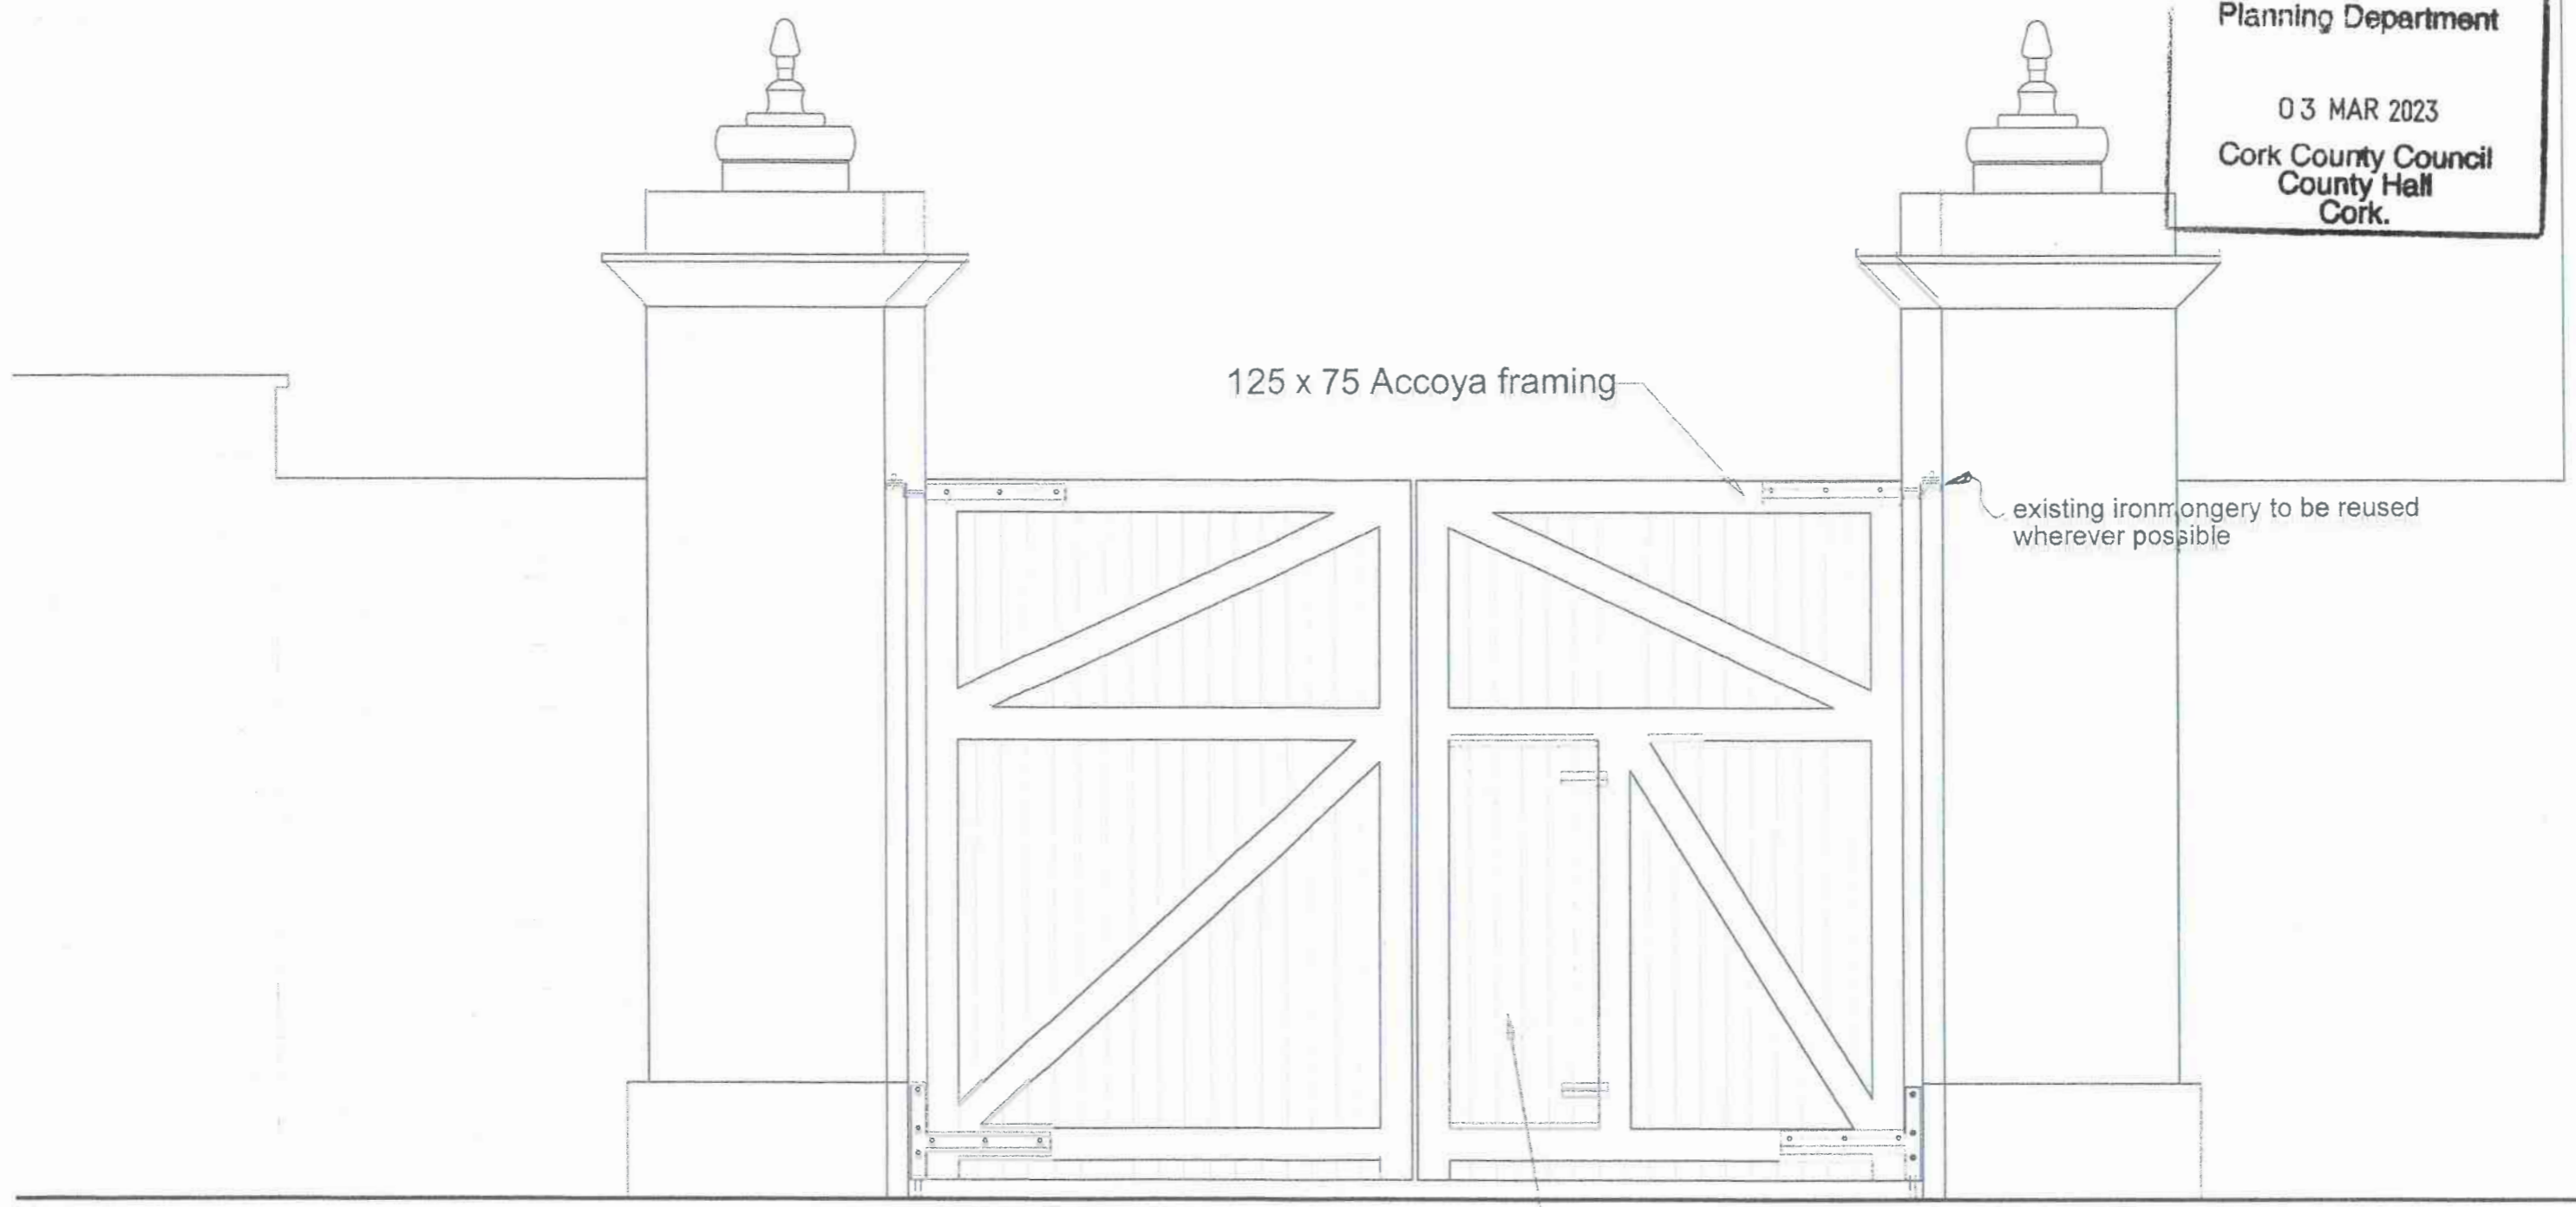 Planning Department
03 MAR 2023
Cork County Council
County Hall
Cork.
125 x 75 Accoya framing
existing ironmongery to be reused
wherever possible